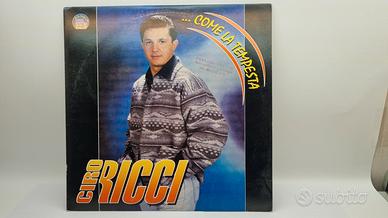 ... COME LA TEMPESTA
CIRO RICCI
subito